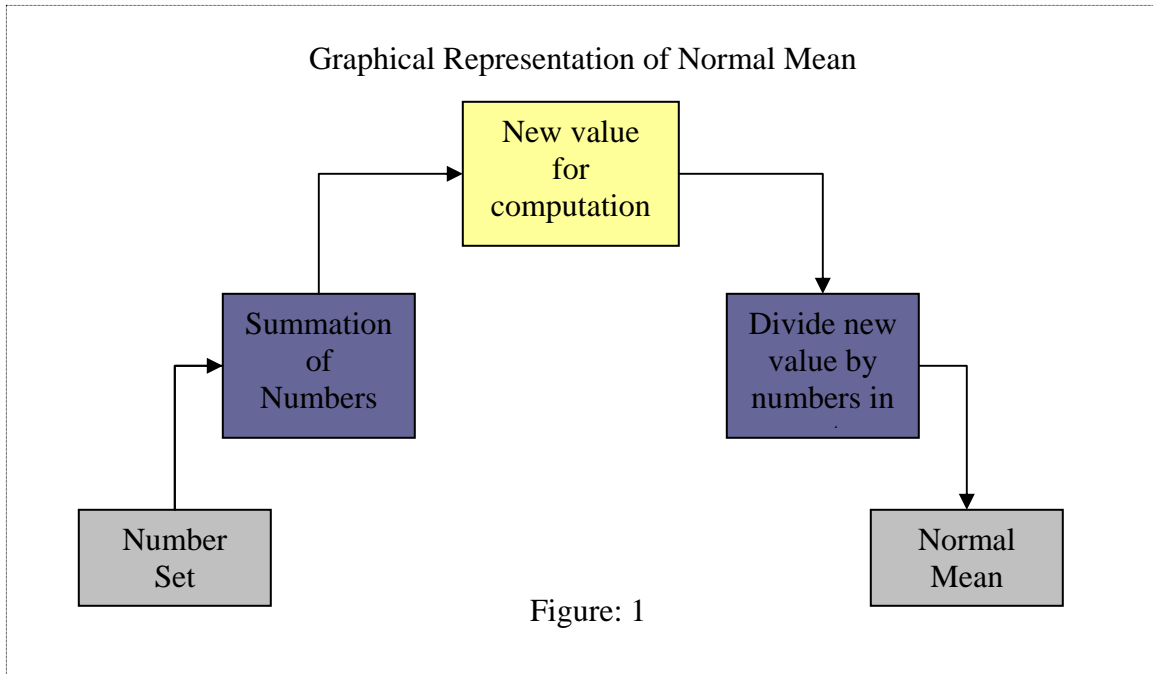 Graphical Representation of Normal Mean
New value
for
computation
Summation
of
Numbers
Divide new
value by
numbers in
Number
Set
Normal
Mean
Figure: 1